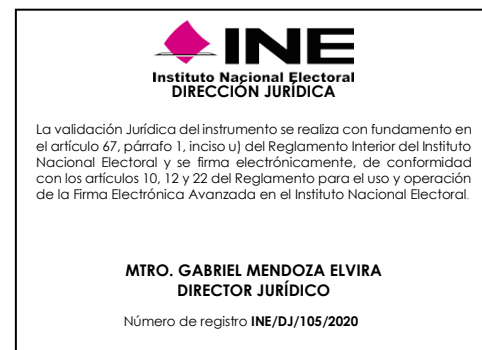 INE
Instituto Nacional Electoral
DIRECCIÓN JURÍDICA
La validación Jurídica del instrumento se realiza con fundamento en
el artículo 67, párrafo 1, inciso u) del Reglamento Interior del Instituto
Nacional Electoral y se firma electrónicamente, de conformidad
con los artículos 10, 12 y 22 del Reglamento para el uso y operación
de la Firma Electrónica Avanzada en el Instituto Nacional Electoral.
MTRO. GABRIEL MENDOZA ELVIRA
DIRECTOR JURÍDICO
Número de registro INE/DJ/105/2020